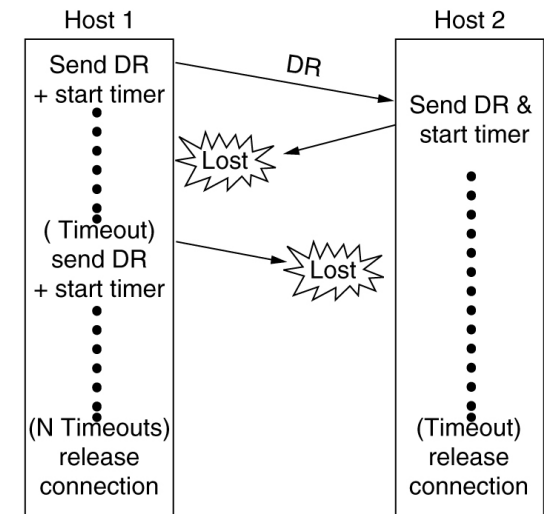 Host 1
Host 2
Send DR
+ start timer
DR
Send DR &
start timer
Lost
( Timeout)
send DR
+ start timer
Lost
(N Timeouts)
release
connection
(Timeout)
release
connection